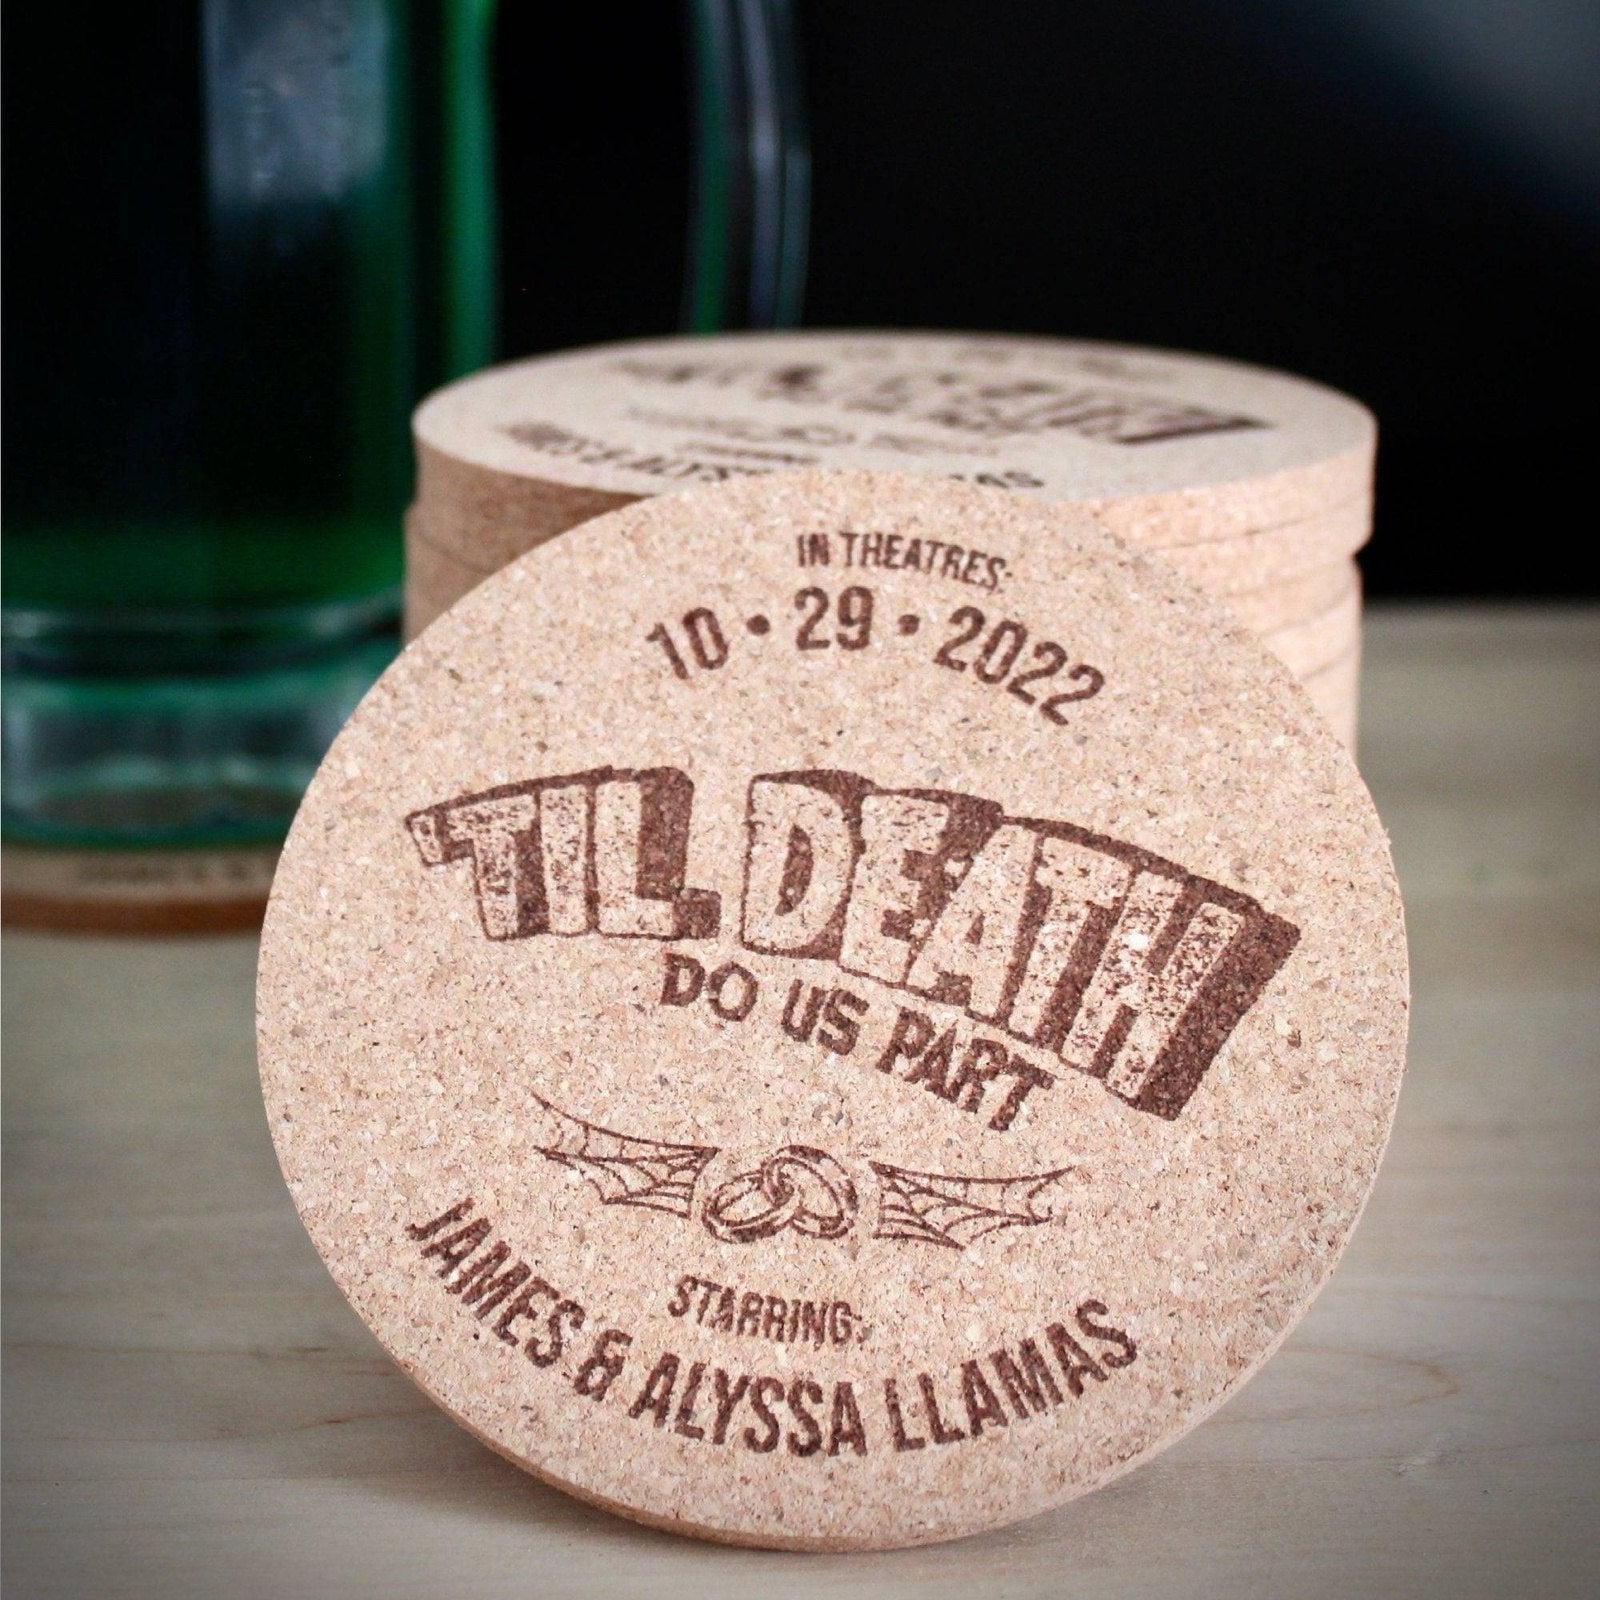 IN THEATRES:
10 • 29 • 2022
'TIL DEATH
DO US PART
STARRING:
JAMES & ALYSSA LLAMAS